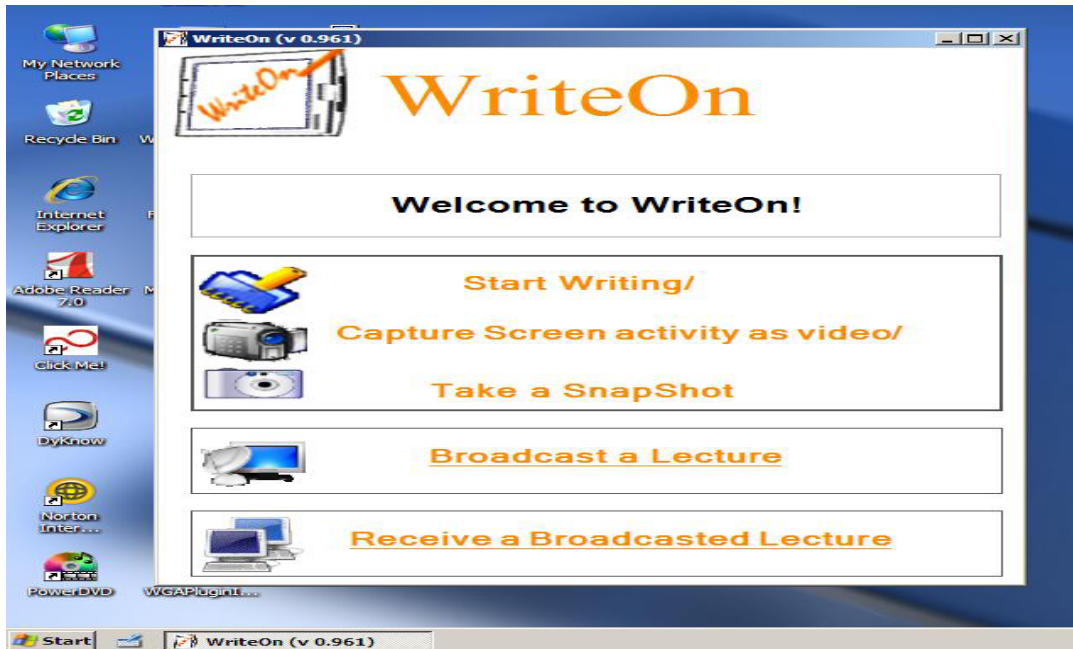 My Network
Places
Recycle Bin
Internet
Explorer
Adobe Reader
7.0
Click Me!
DyKnow
Norton
Inter...
PowerDVD
WGAPluginI...
WriteOn (v 0.961)
WriteOn
WriteOn
Welcome to WriteOn!
Start Writing/
Capture Screen activity as video/
Take a SnapShot
Broadcast a Lecture
Receive a Broadcasted Lecture
Start
WriteOn (v 0.961)